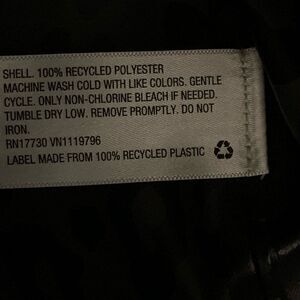 SHELL. 100% RECYCLED POLYESTER
MACHINE WASH COLD WITH LIKE COLORS. GENTLE
CYCLE. ONLY NON-CHLORINE BLEACH IF NEEDED.
TUMBLE DRY LOW. REMOVE PROMPTLY. DO NOT
IRON.
RN17730 VN1119796
LABEL MADE FROM 100% RECYCLED PLASTIC